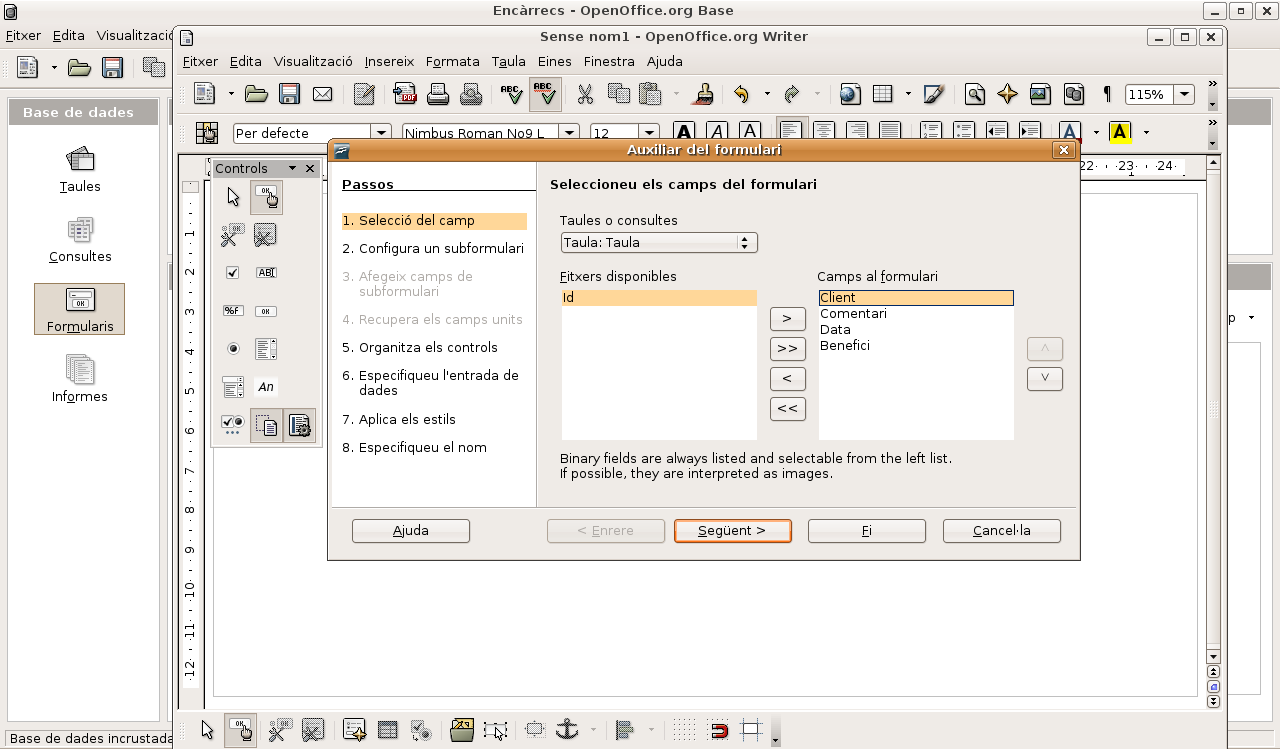 Encàrrecs - OpenOffice.org Base
Fitxer Edita Visualitzaci
Base de dades
Taules
Consultes
Formularis
Informes
Base de dades incrustada
Sense nom1 - OpenOffice.org Writer
Fitxer Edita Visualització Insereix Formata Taula Eines Finestra Ajuda
115%
Per defecte Nimbus Roman No9 L 12
22 23 24
Controls
1
2
3
4
5
6
7
8
9
10
11
12
Auxiliar del formulari
Passos
1. Selecció del camp
2. Configura un subformulari
3. Afegeix camps de
subformulari
4. Recupera els camps units
5. Organitza els controls
6. Especifiqueu l'entrada de
dades
7. Aplica els estils
8. Especifiqueu el nom
Seleccioneu els camps del formulari
Taules o consultes
Taula: Taula
Fitxers disponibles
Id
>
>>
<
<<
Camps al formulari
Client
Comentari
Data
Benefici
Binary fields are always listed and selectable from the left list.
If possible, they are interpreted as images.
Ajuda
< Enrere
Següent >
Fi
Cancel·la